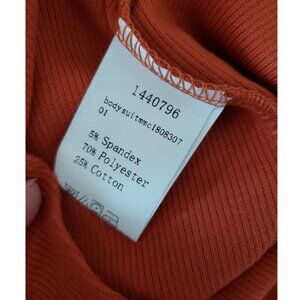 1440796
bodysuitmmc1808307
01
5% Spandex
70% Polyester
25% Cotton